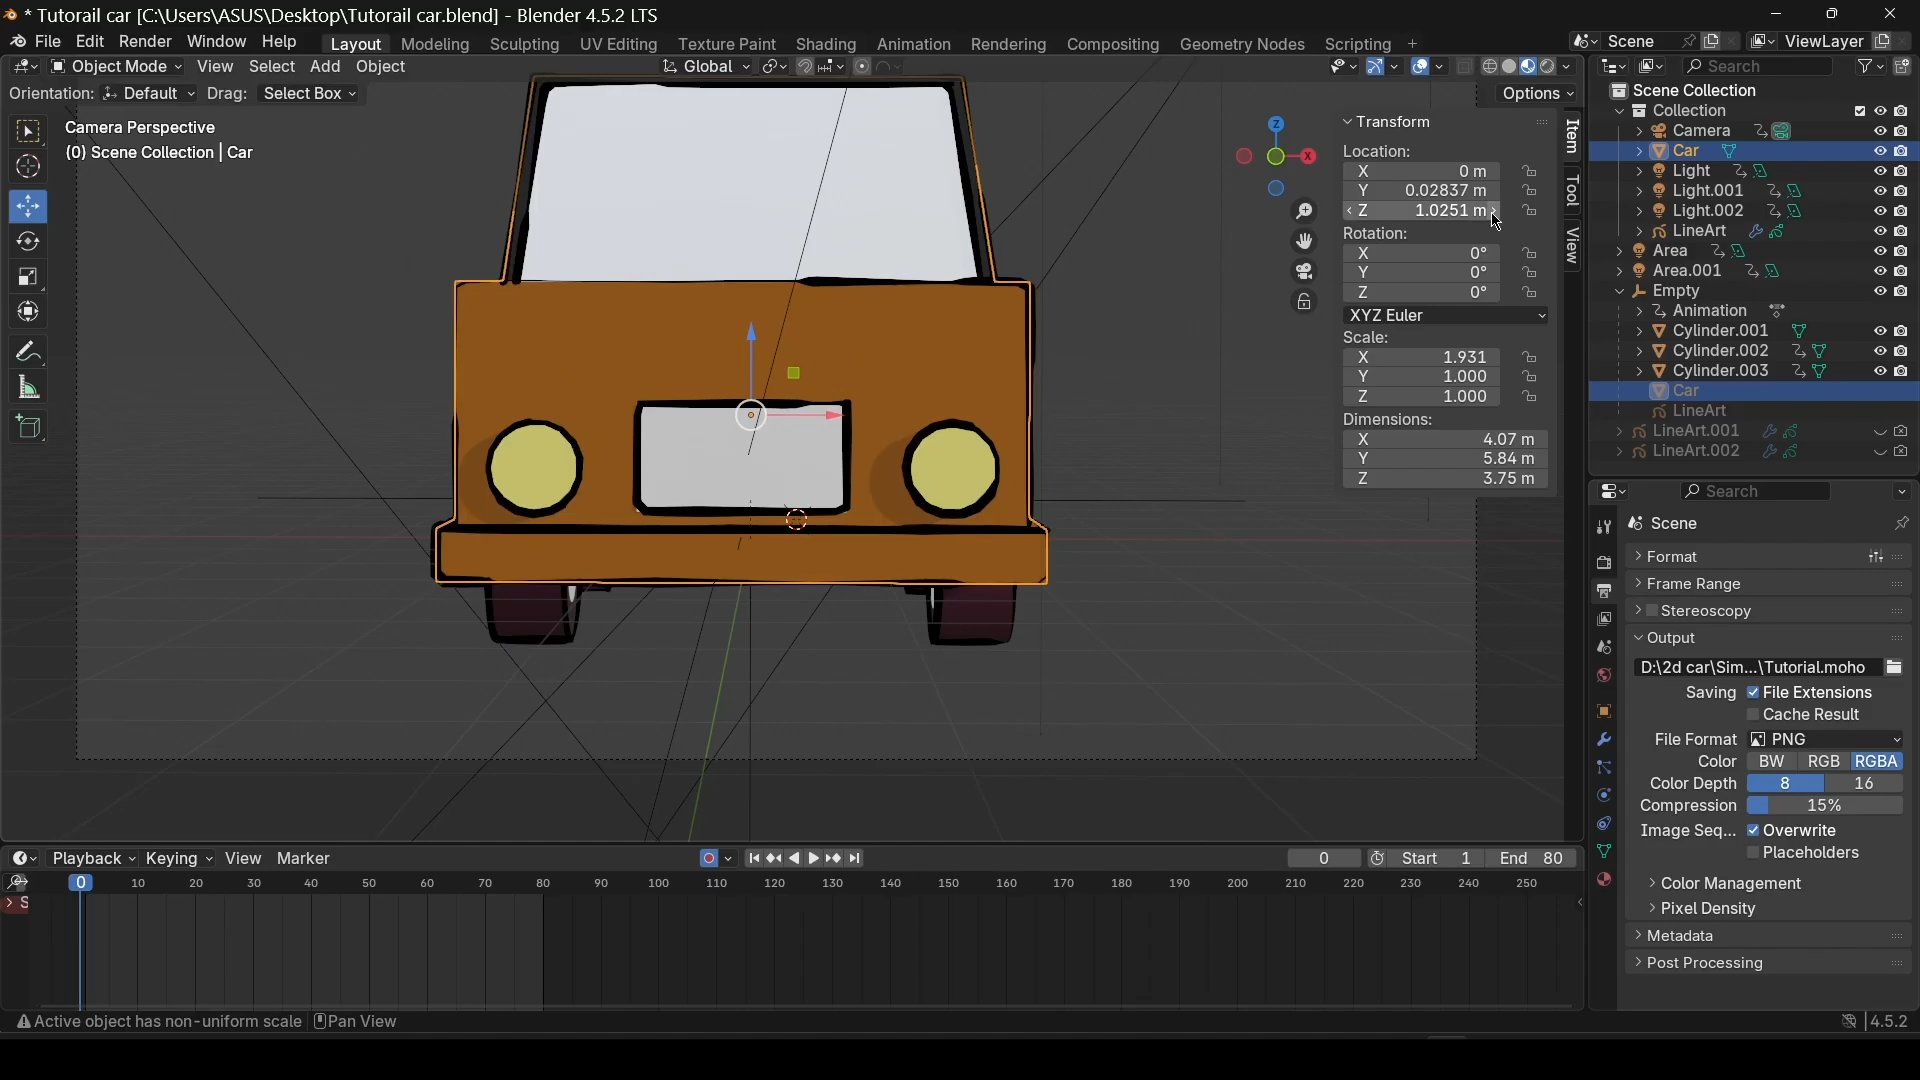 * Tutorail car [C:\Users\ASUS\Desktop\Tutorail car.blend] - Blender 4.5.2 LTS
File Edit Render Window Help Layout Modeling Sculpting UV Editing Texture Paint Shading Animation Rendering Compositing Geometry Nodes Scripting + Scene ViewLayer
Object Mode View Select Add Object Global Search
Orientation: Default Drag: Select Box Options
Camera Perspective
(0) Scene Collection | Car
Z
X
Transform
Location:
X 0 m
Y 0.02837 m
Z 1.0251 m
Rotation:
X 0°
Y 0°
Z 0°
XYZ Euler
Scale:
X 1.931
Y 1.000
Z 1.000
Dimensions:
X 4.07 m
Y 5.84 m
Z 3.75 m
Item
Tool
View
Scene Collection
Collection
Camera
Car
Light
Light.001
Light.002
LineArt
Area
Area.001
Empty
Animation
Cylinder.001
Cylinder.002
Cylinder.003
Car
LineArt
LineArt.001
LineArt.002
Search
Scene
Format
Frame Range
Stereoscopy
Output
D:\2d car\Sim...\Tutorial.moho
Saving File Extensions
Cache Result
File Format PNG
Color BW RGB RGBA
Color Depth 8 16
Compression 15%
Image Seq... Overwrite
Placeholders
Color Management
Pixel Density
Metadata
Post Processing
Playback Keying View Marker 0 Start 1 End 80
0 10 20 30 40 50 60 70 80 90 100 110 120 130 140 150 160 170 180 190 200 210 220 230 240 250
S
Active object has non-uniform scale Pan View 4.5.2